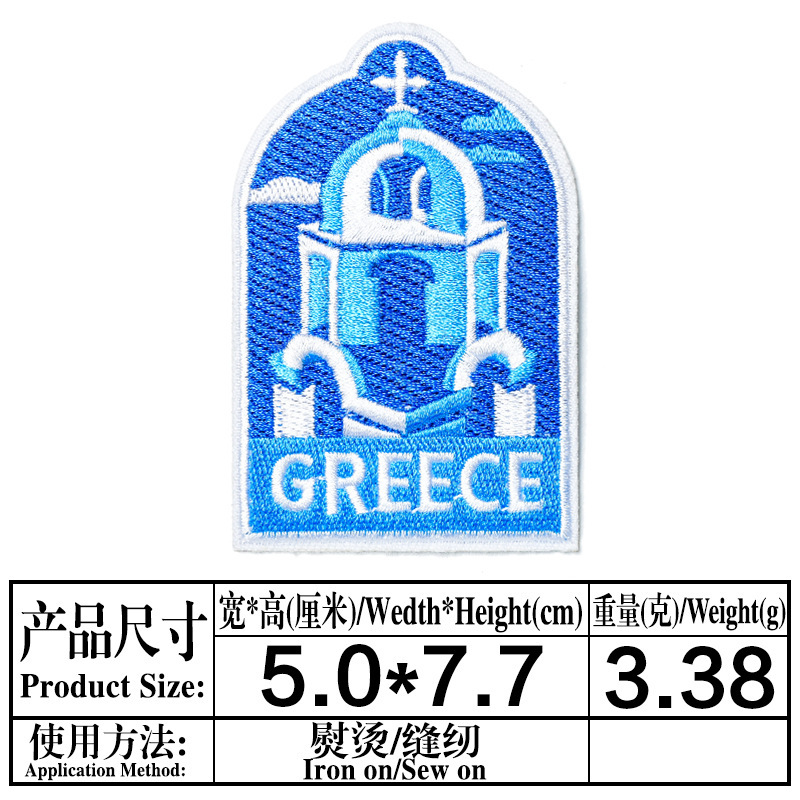 GREECE
产品尺寸
Product Size:
宽*高(厘米)/Wedth*Height(cm)
5.0*7.7
重量(克)/Weight(g)
3.38
使用方法:
Application Method:
熨烫/缝纫
Iron on/Sew on